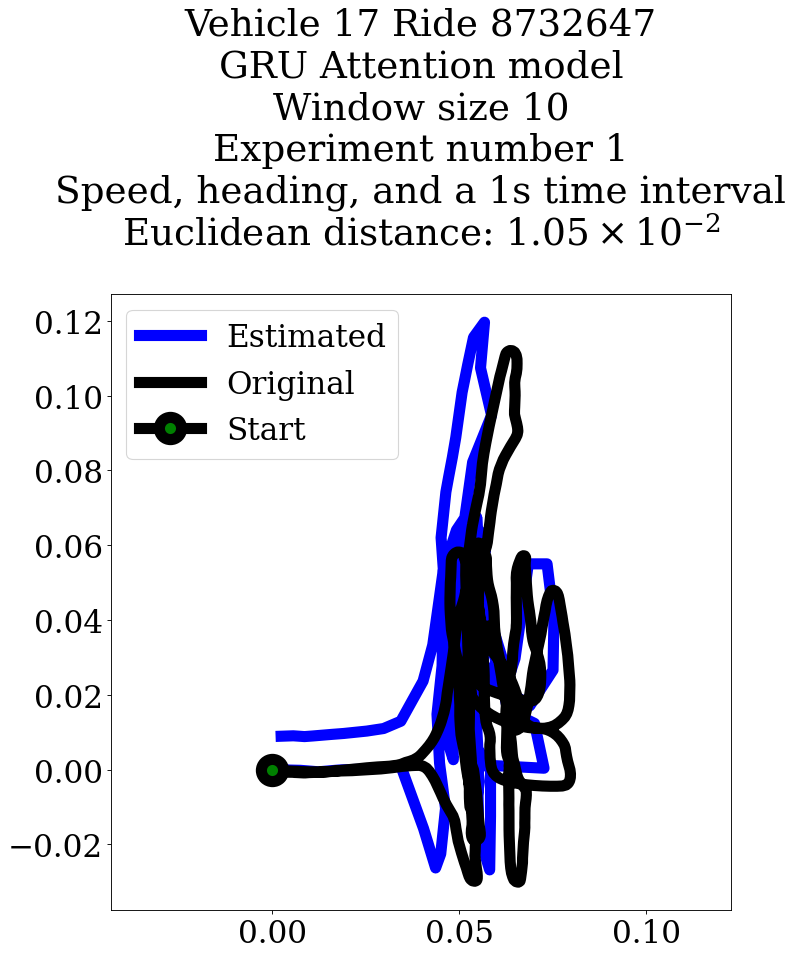 Vehicle 17 Ride 8732647
GRU Attention model
Window size 10
Experiment number 1
Speed, heading, and a 1s time interval
Euclidean distance: 1.05 × 10⁻²
Estimated
Original
Start
0.12
0.10
0.08
0.06
0.04
0.02
0.00
−0.02
0.00 0.05 0.10